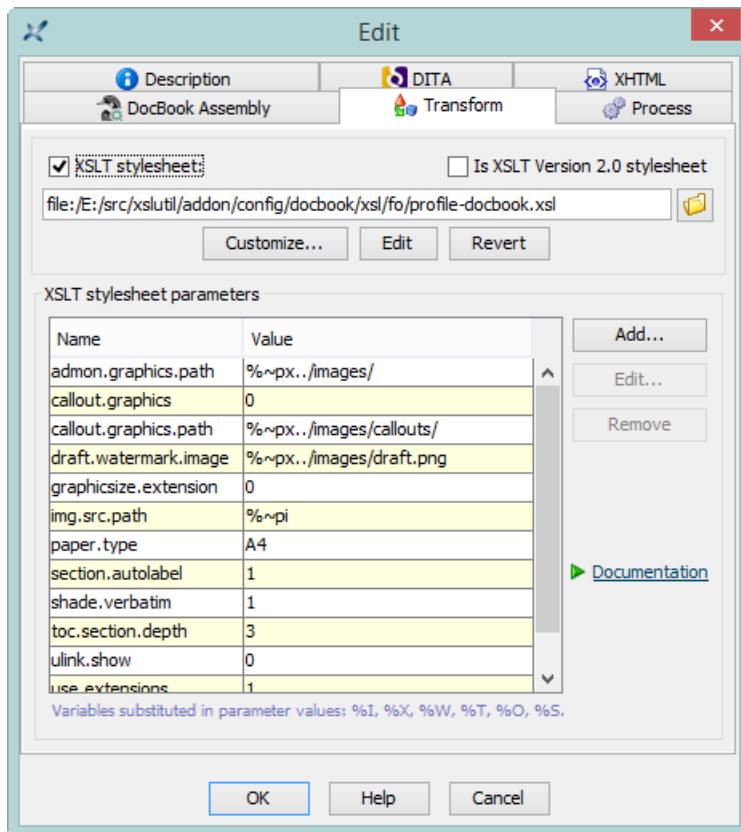 Edit
Description DITA XHTML
DocBook Assembly Transform Process
XSLT stylesheet: Is XSLT Version 2.0 stylesheet
file:/E:/src/xslutil/addon/config/docbook/xsl/fo/profile-docbook.xsl
Customize... Edit Revert
XSLT stylesheet parameters
Name Value Add...
admon.graphics.path %~px../images/
callout.graphics 0 Edit...
callout.graphics.path %~px../images/callouts/ Remove
draft.watermark.image %~px../images/draft.png
graphicsize.extension 0
img.src.path %~pi
paper.type A4
section.autolabel 1 Documentation
shade.verbatim 1
toc.section.depth 3
ulink.show 0
use.extensions 1
Variables substituted in parameter values: %I, %X, %W, %T, %O, %S.
OK Help Cancel